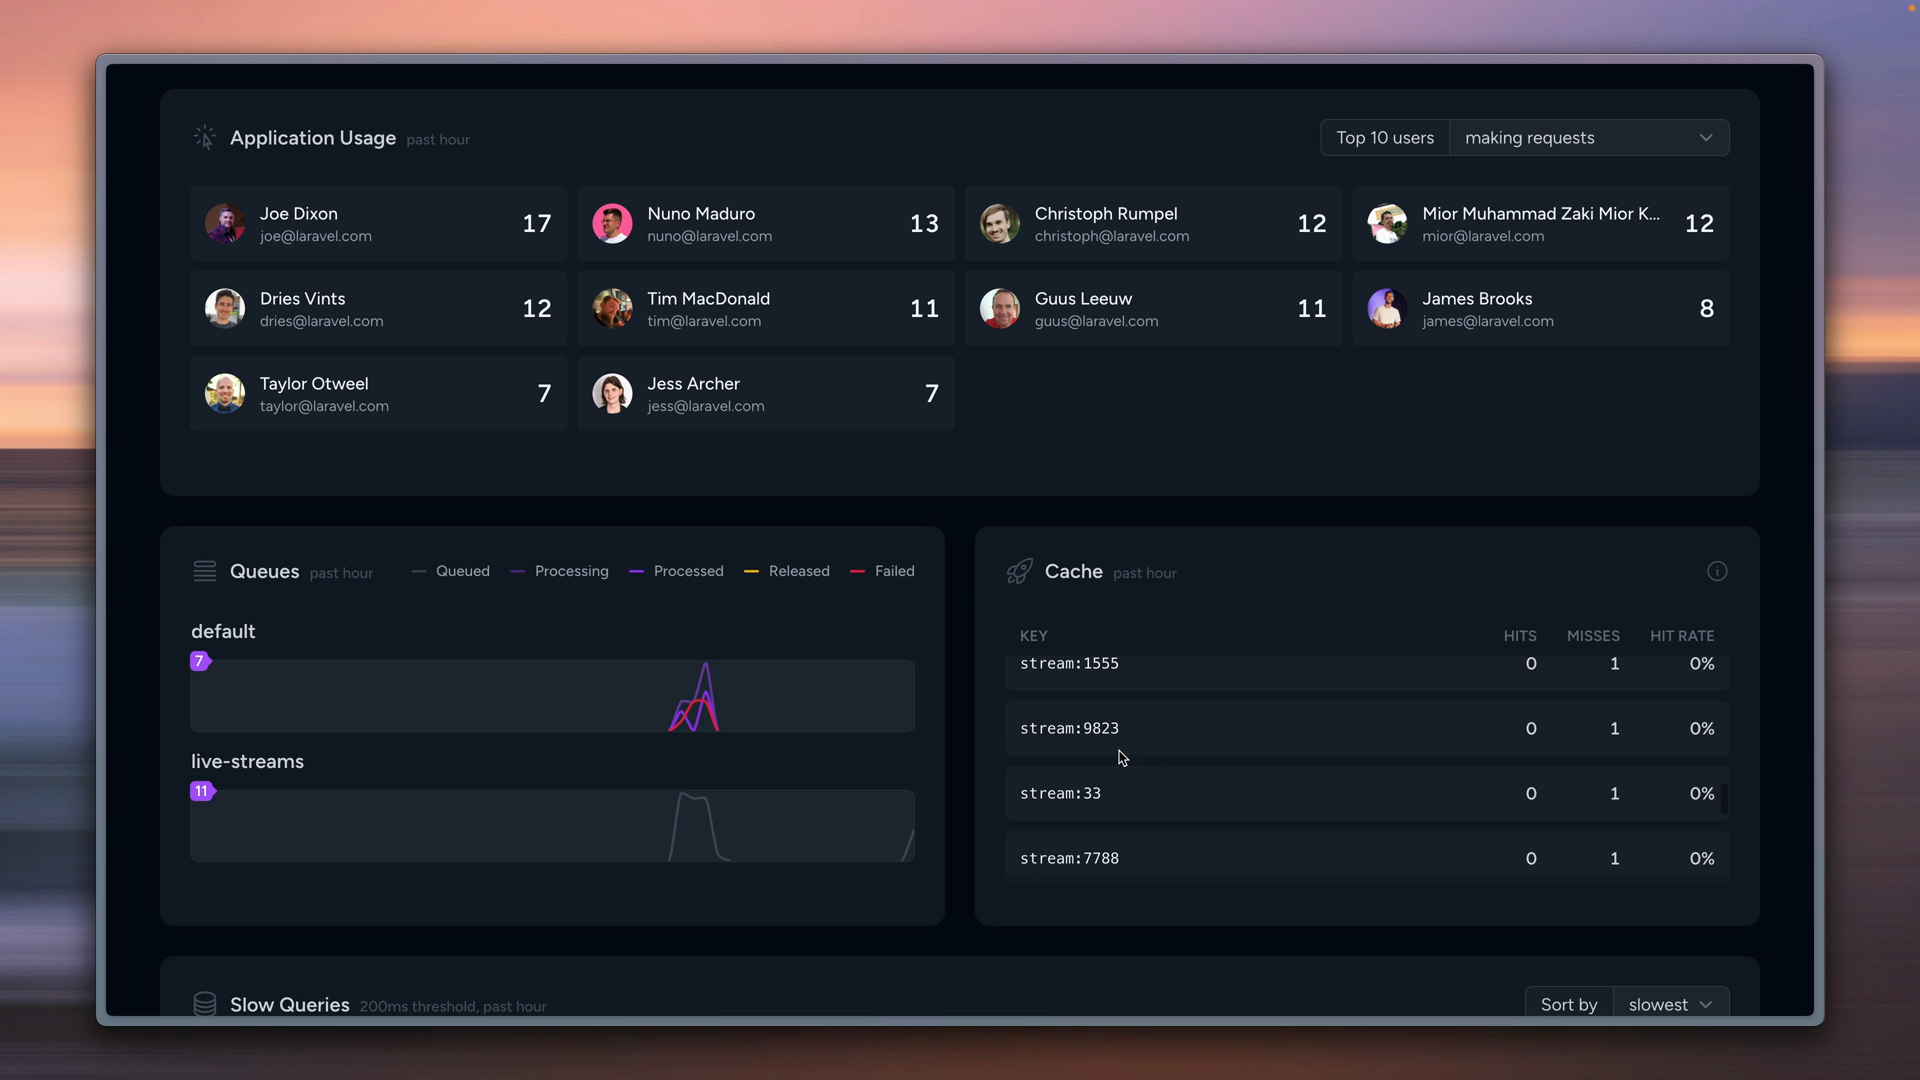 Application Usage past hour
Top 10 users making requests
Joe Dixon
joe@laravel.com
17
Nuno Maduro
nuno@laravel.com
13
Christoph Rumpel
christoph@laravel.com
12
Mior Muhammad Zaki Mior K...
mior@laravel.com
12
Dries Vints
dries@laravel.com
12
Tim MacDonald
tim@laravel.com
11
Guus Leeuw
guus@laravel.com
11
James Brooks
james@laravel.com
8
Taylor Otweel
taylor@laravel.com
7
Jess Archer
jess@laravel.com
7
Queues past hour
Queued Processing Processed Released Failed
default
7
live-streams
11
Cache past hour
KEY HITS MISSES HIT RATE
stream:1555 0 1 0%
stream:9823 0 1 0%
stream:33 0 1 0%
stream:7788 0 1 0%
Slow Queries 200ms threshold, past hour
Sort by slowest